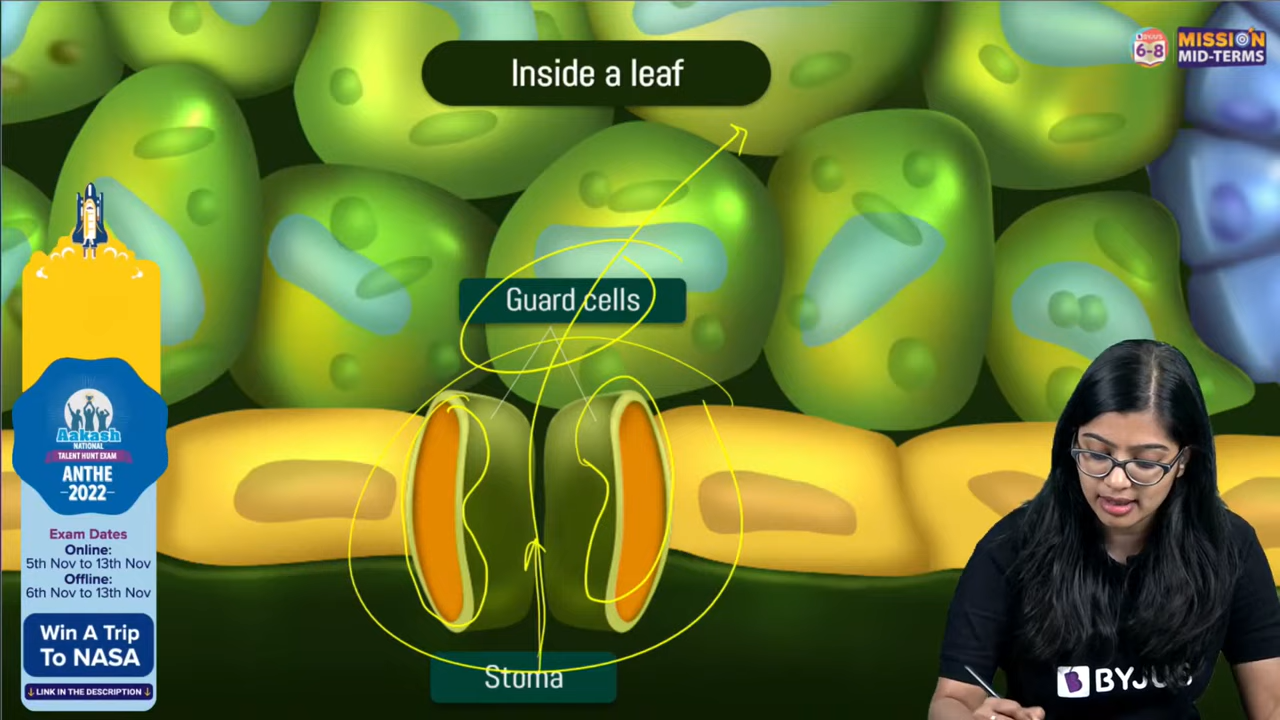 Inside a leaf
BYJU'S
6-8
MISSION
MID-TERMS
Guard cells
Aakash
NATIONAL
TALENT HUNT EXAM
ANTHE
-2022-
Exam Dates
Online:
5th Nov to 13th Nov
Offline:
6th Nov to 13th Nov
Win A Trip
To NASA
↓LINK IN THE DESCRIPTION↓
Stoma
BYJU'S